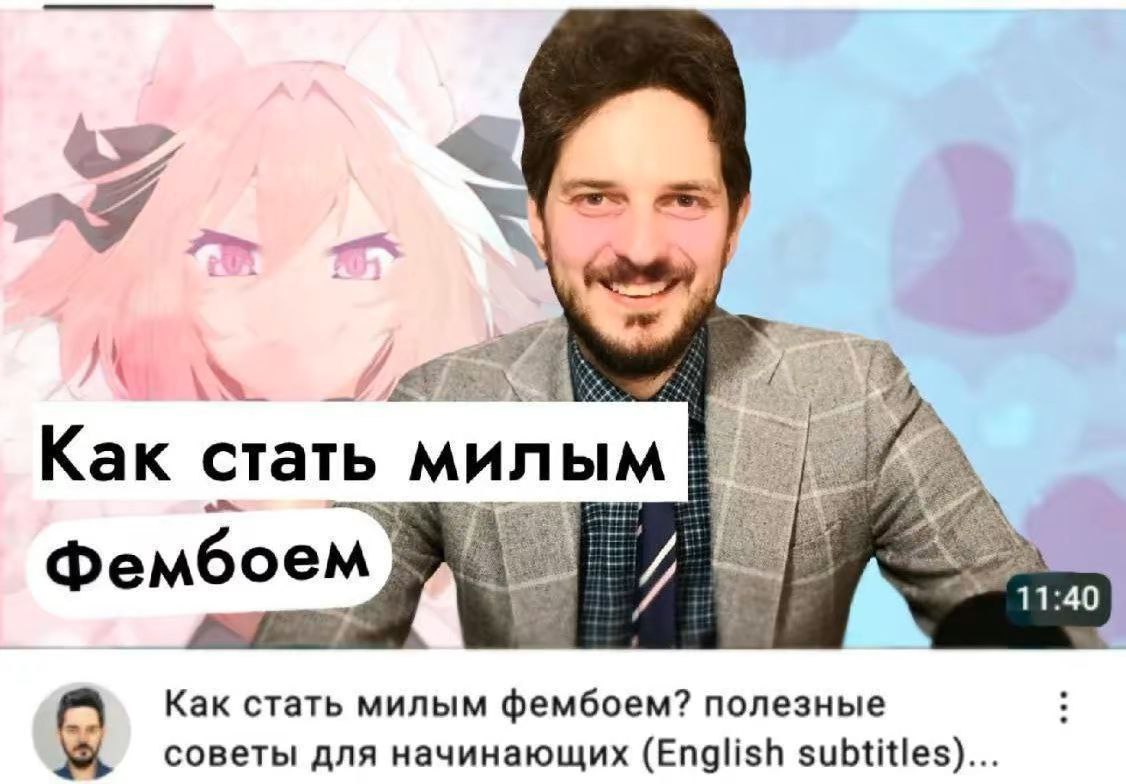 Как стать милым
Фембоем
11:40
Как стать милым фембоем? полезные
советы для начинающих (English subtitles)...